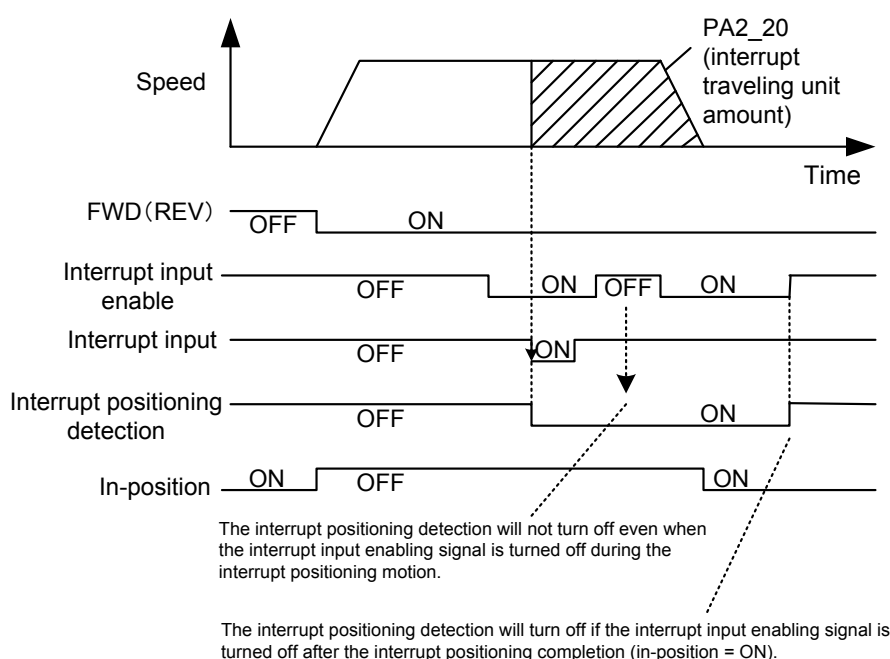 PA2_20
(interrupt
traveling unit
amount)
Speed
Time
FWD（REV）
OFF
ON
Interrupt input
enable
OFF
ON
OFF
ON
Interrupt input
OFF
ON
Interrupt positioning
detection
OFF
ON
In-position
ON
OFF
ON
The interrupt positioning detection will not turn off even when
the interrupt input enabling signal is turned off during the
interrupt positioning motion.
The interrupt positioning detection will turn off if the interrupt input enabling signal is
turned off after the interrupt positioning completion (in-position = ON).